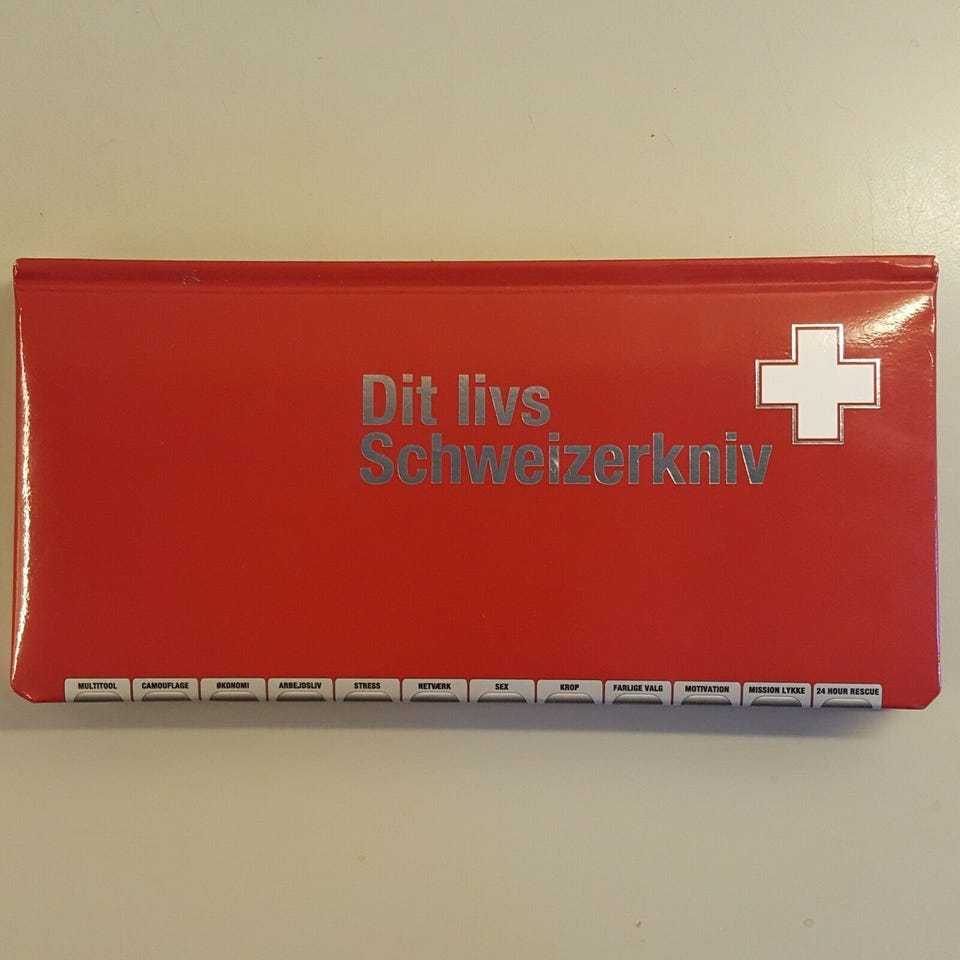 Dit livs
Schweizerkniv
MULTITOOL CAMOUFLAGE ØKONOMI ARBEJDSLIV STRESS NETVÆRK SEX KROP FARLIGE VALG MOTIVATION MISSION LYKKE 24 HOUR RESCUE